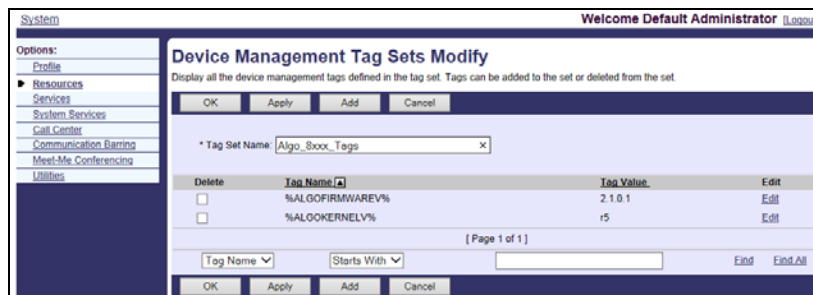 System Welcome Default Administrator [Logou
Options:
Profile
Resources
Services
System Services
Call Center
Communication Barring
Meet-Me Conferencing
Utilities
Device Management Tag Sets Modify
Display all the device management tags defined in the tag set. Tags can be added to the set or deleted from the set.
OK Apply Add Cancel
* Tag Set Name: Algo_8xxx_Tags ×
Delete Tag Name Tag Value Edit
%ALGOFIRMWAREV% 2.1.0.1 Edit
%ALGOKERNELV% r5 Edit
[ Page 1 of 1 ]
Tag Name Starts With Find Find All
OK Apply Add Cancel